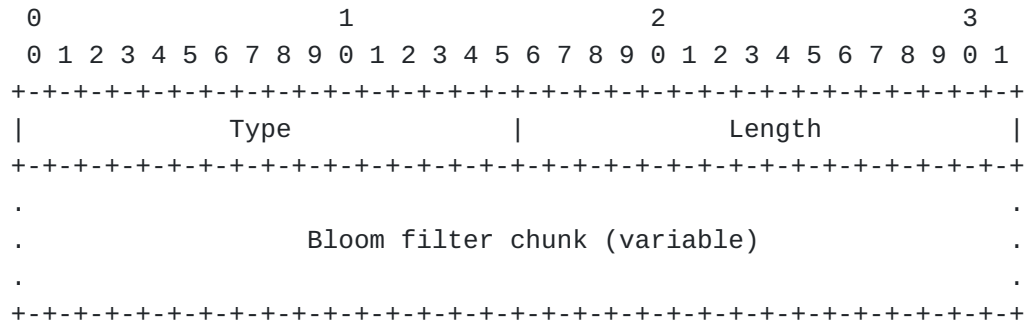 0                   1                   2                   3
 0 1 2 3 4 5 6 7 8 9 0 1 2 3 4 5 6 7 8 9 0 1 2 3 4 5 6 7 8 9 0 1
+-+-+-+-+-+-+-+-+-+-+-+-+-+-+-+-+-+-+-+-+-+-+-+-+-+-+-+-+-+-+-+-+
|             Type              |             Length            |
+-+-+-+-+-+-+-+-+-+-+-+-+-+-+-+-+-+-+-+-+-+-+-+-+-+-+-+-+-+-+-+-+
.                                                               .
.                  Bloom filter chunk (variable)                .
.                                                               .
+-+-+-+-+-+-+-+-+-+-+-+-+-+-+-+-+-+-+-+-+-+-+-+-+-+-+-+-+-+-+-+-+